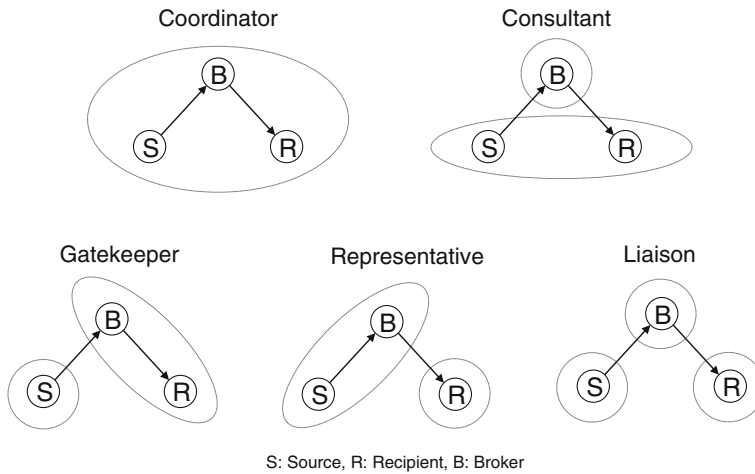 Coordinator
Consultant
B
B
S
R
S
R
Gatekeeper
Representative
Liaison
B
B
B
S
R
S
R
S
R
S: Source, R: Recipient, B: Broker